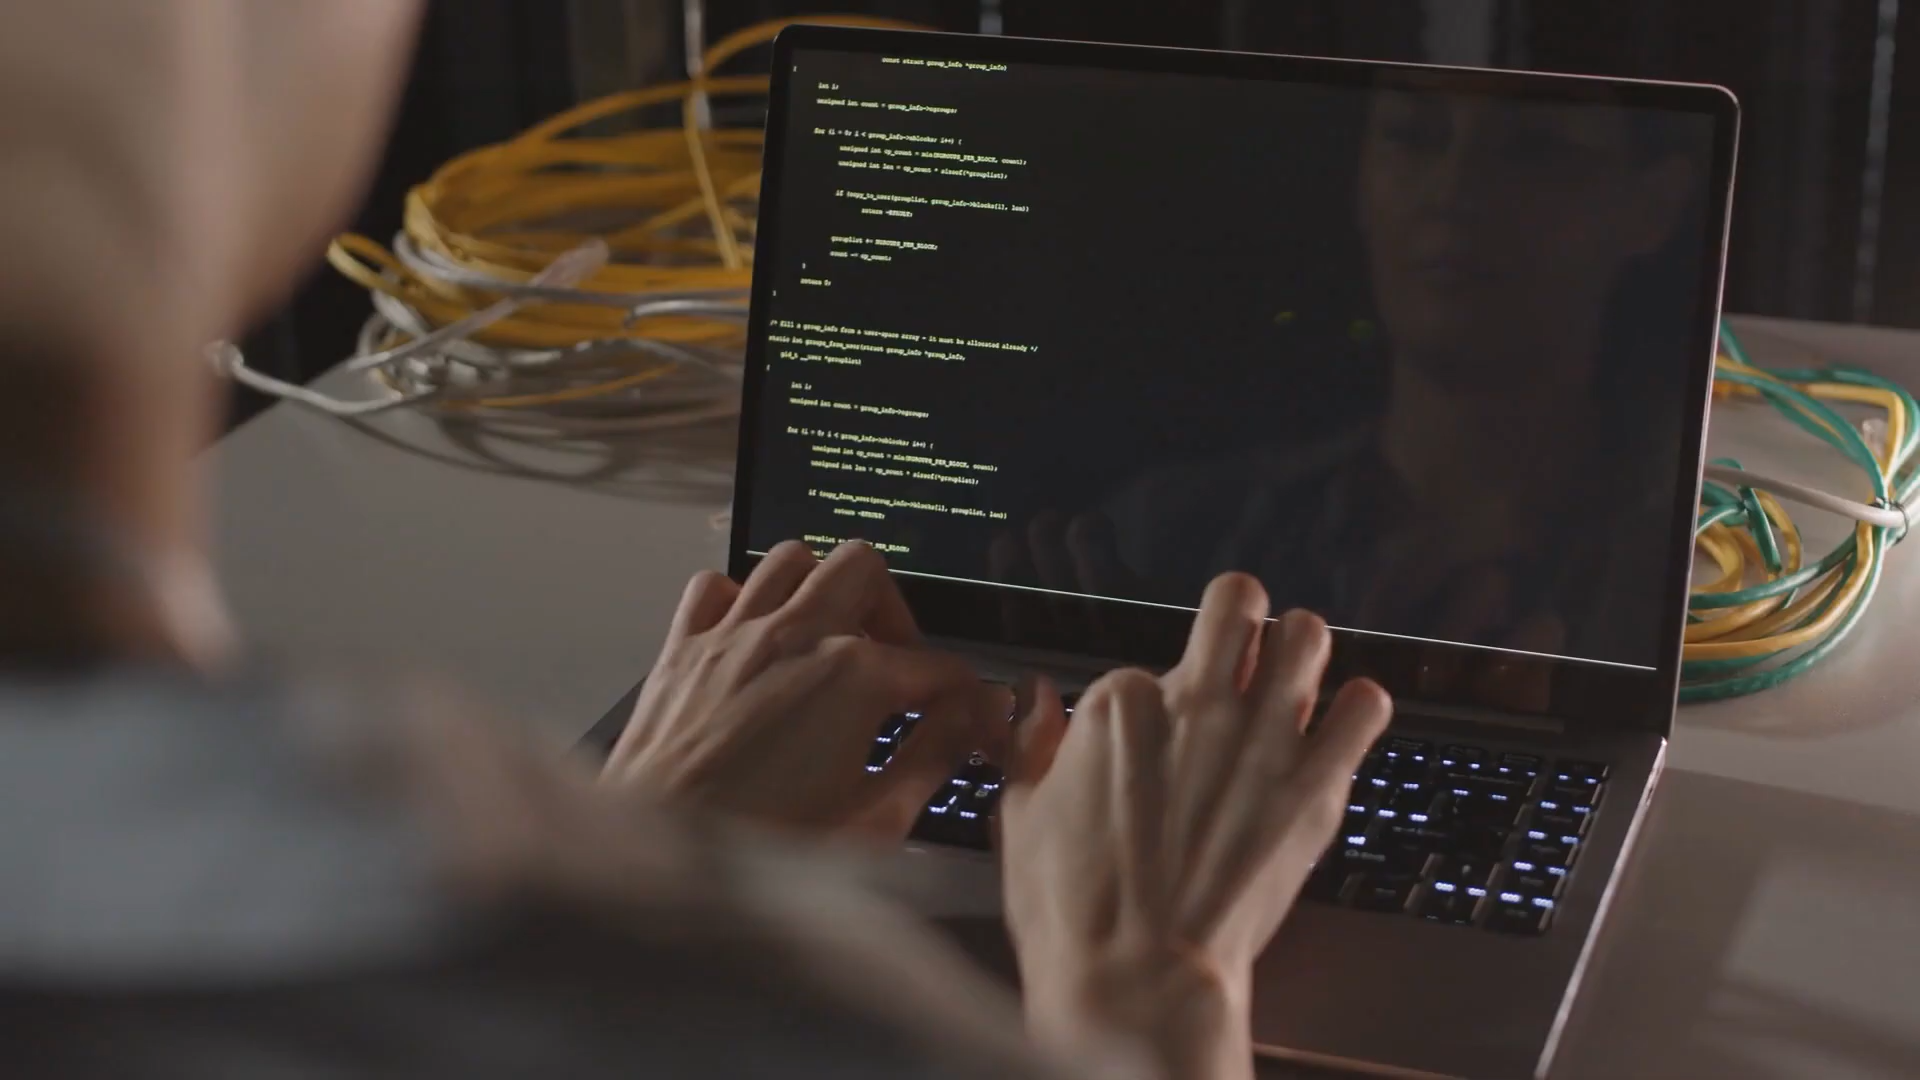 const struct group_info *group_info)
{
int i;
unsigned int count = group_info->ngroups;
for (i = 0; i < group_info->nblocks; i++) {
unsigned int cp_count = min(NGROUPS_PER_BLOCK, count);
unsigned int len = cp_count * sizeof(*grouplist);
if (copy_to_user(grouplist, group_info->blocks[i], len))
return -EFAULT;
grouplist += NGROUPS_PER_BLOCK;
count -= cp_count;
}
return 0;
}
/* fill a group_info from a user-space array - it must be allocated already */
static int groups_from_user(struct group_info *group_info,
gid_t __user *grouplist)
{
int i;
unsigned int count = group_info->ngroups;
for (i = 0; i < group_info->nblocks; i++) {
unsigned int cp_count = min(NGROUPS_PER_BLOCK, count);
unsigned int len = cp_count * sizeof(*grouplist);
if (copy_from_user(group_info->blocks[i], grouplist, len))
return -EFAULT;
grouplist PER_BLOCK;